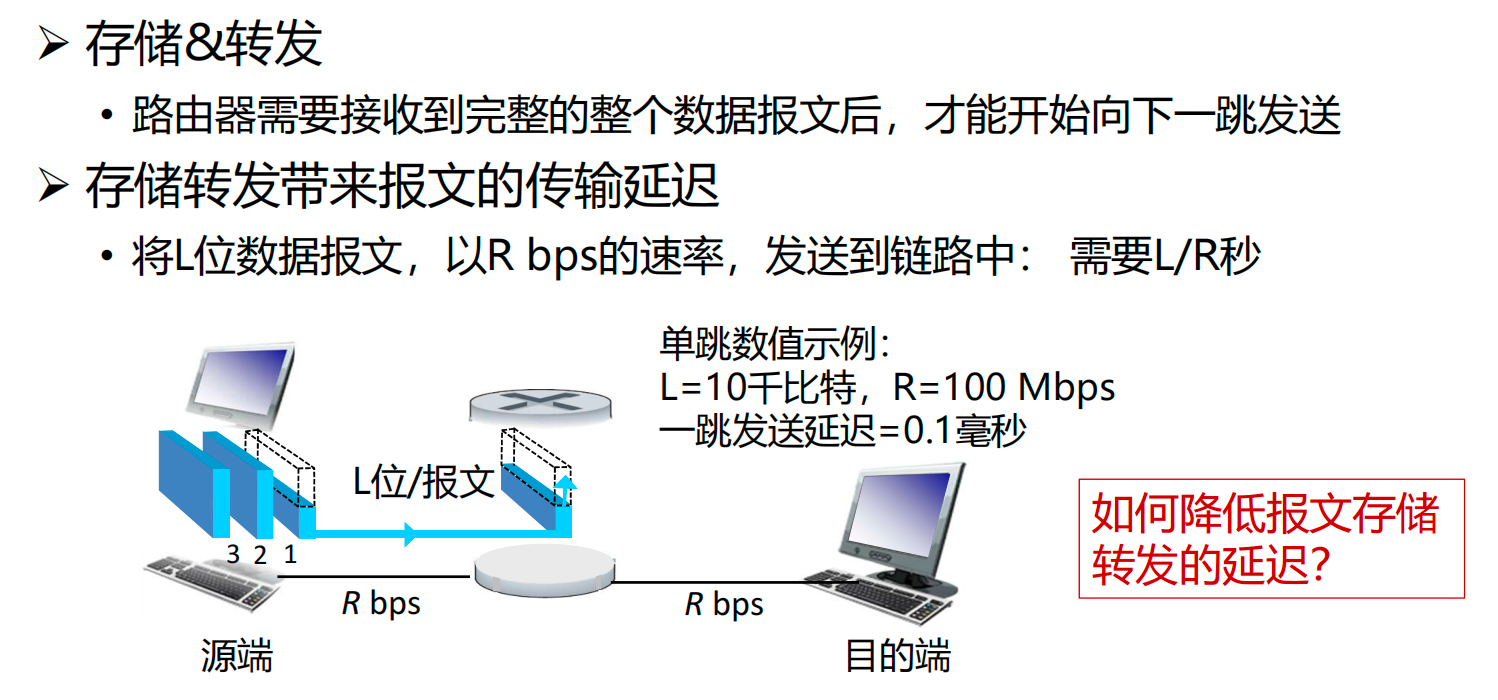 ➢ 存储&转发
• 路由器需要接收到完整的整个数据报文后，才能开始向下一跳发送
➢ 存储转发带来报文的传输延迟
• 将L位数据报文，以R bps的速率，发送到链路中： 需要L/R秒
单跳数值示例：
L=10千比特，R=100 Mbps
一跳发送延迟=0.1毫秒
L位/报文
3 2 1
R bps
R bps
源端
目的端
如何降低报文存储
转发的延迟？